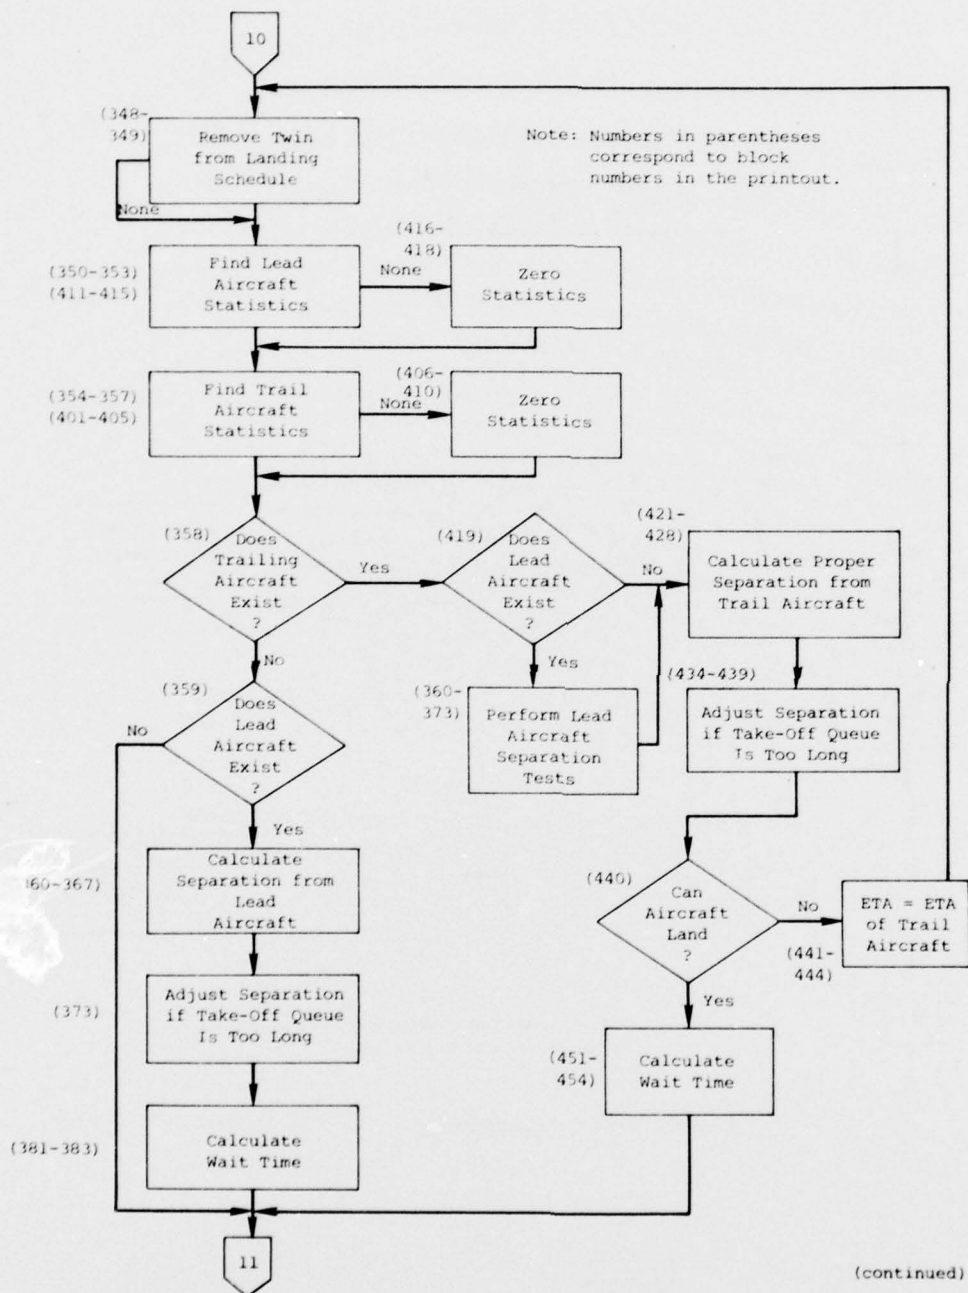 10
(348-
349)
Remove Twin
from Landing
Schedule
None
Note: Numbers in parentheses
correspond to block
numbers in the printout.
(350-353)
(411-415)
Find Lead
Aircraft
Statistics
None
(416-
418)
Zero
Statistics
(354-357)
(401-405)
Find Trail
Aircraft
Statistics
None
(406-
410)
Zero
Statistics
(358)
Does
Trailing
Aircraft
Exist
?
Yes
No
(419)
Does
Lead
Aircraft
Exist
?
No
Yes
(421-
428)
Calculate Proper
Separation from
Trail Aircraft
(359)
Does
Lead
Aircraft
Exist
?
No
Yes
(360-
373)
Perform Lead
Aircraft
Separation
Tests
(434-439)
Adjust Separation
if Take-Off Queue
Is Too Long
60-367)
Calculate
Separation from
Lead
Aircraft
(440)
Can
Aircraft
Land
?
No
Yes
(441-
444)
ETA = ETA
of Trail
Aircraft
(373)
Adjust Separation
if Take-Off Queue
Is Too Long
(451-
454)
Calculate
Wait Time
(381-383)
Calculate
Wait Time
11
(continued)